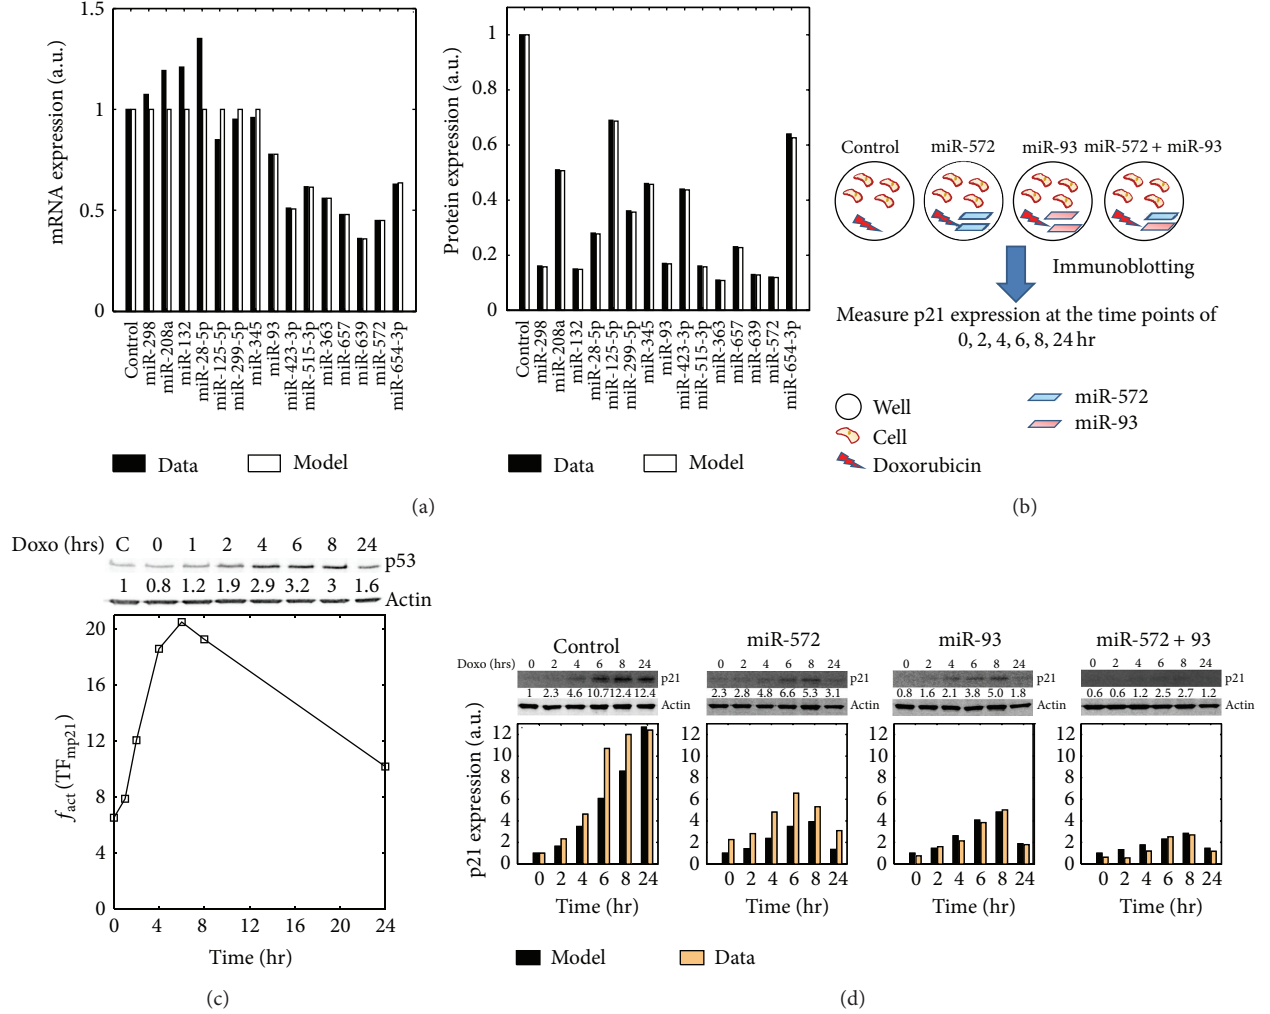 mRNA expression (a.u.)
1.5
1
0.5
0
Control
miR-298
miR-208a
miR-132
miR-28-5p
miR-125-5p
miR-299-5p
miR-345
miR-93
miR-423-3p
miR-515-3p
miR-363
miR-657
miR-639
miR-572
miR-654-3p
Data
Model
Protein expression (a.u.)
1
0.8
0.6
0.4
0.2
0
Control
miR-298
miR-208a
miR-132
miR-28-5p
miR-125-5p
miR-299-5p
miR-345
miR-93
miR-423-3p
miR-515-3p
miR-363
miR-657
miR-639
miR-572
miR-654-3p
Data
Model
(a)
Control miR-572 miR-93 miR-572 + miR-93
Immunoblotting
Measure p21 expression at the time points of
0, 2, 4, 6, 8, 24 hr
Well
Cell
Doxorubicin
miR-572
miR-93
(b)
Doxo (hrs) C 0 1 2 4 6 8 24
p53
1 0.8 1.2 1.9 2.9 3.2 3 1.6
Actin
fact (TFmp21)
20
16
12
8
4
0
0 4 8 12 16 20 24
Time (hr)
(c)
Control
Doxo (hrs) 0 2 4 6 8 24
p21
1 2.3 4.6 10.7 12.4 12.4
Actin
p21 expression (a.u.)
12
10
8
6
4
2
0
0 2 4 6 8 24
Time (hr)
miR-572
0 2 4 6 8 24
p21
2.3 2.8 4.8 6.6 5.3 3.1
Actin
12
10
8
6
4
2
0
0 2 4 6 8 24
Time (hr)
miR-93
0 2 4 6 8 24
p21
0.8 1.6 2.1 3.8 5.0 1.8
Actin
12
10
8
6
4
2
0
0 2 4 6 8 24
Time (hr)
miR-572 + 93
0 2 4 6 8 24
p21
0.6 0.6 1.2 2.5 2.7 1.2
Actin
12
10
8
6
4
2
0
0 2 4 6 8 24
Time (hr)
Model
Data
(d)